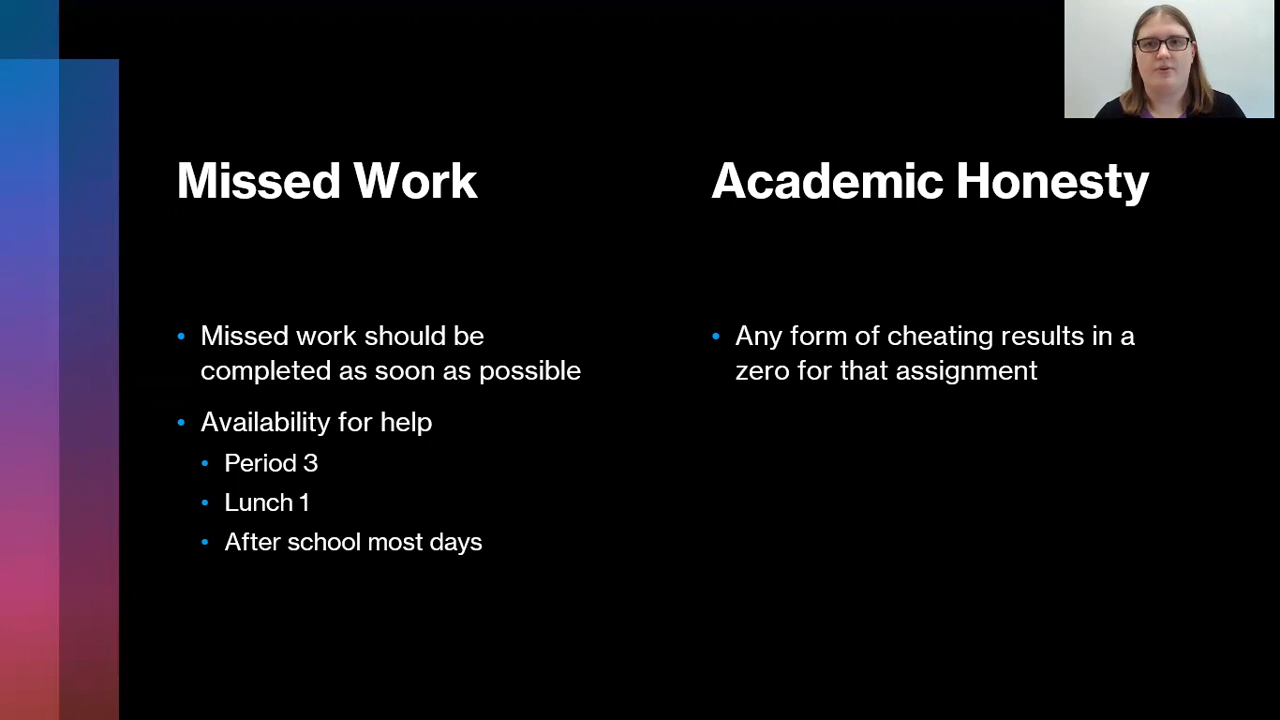 Missed Work
Missed work should be
completed as soon as possible
Availability for help
Period 3
Lunch 1
After school most days
Academic Honesty
Any form of cheating results in a
zero for that assignment